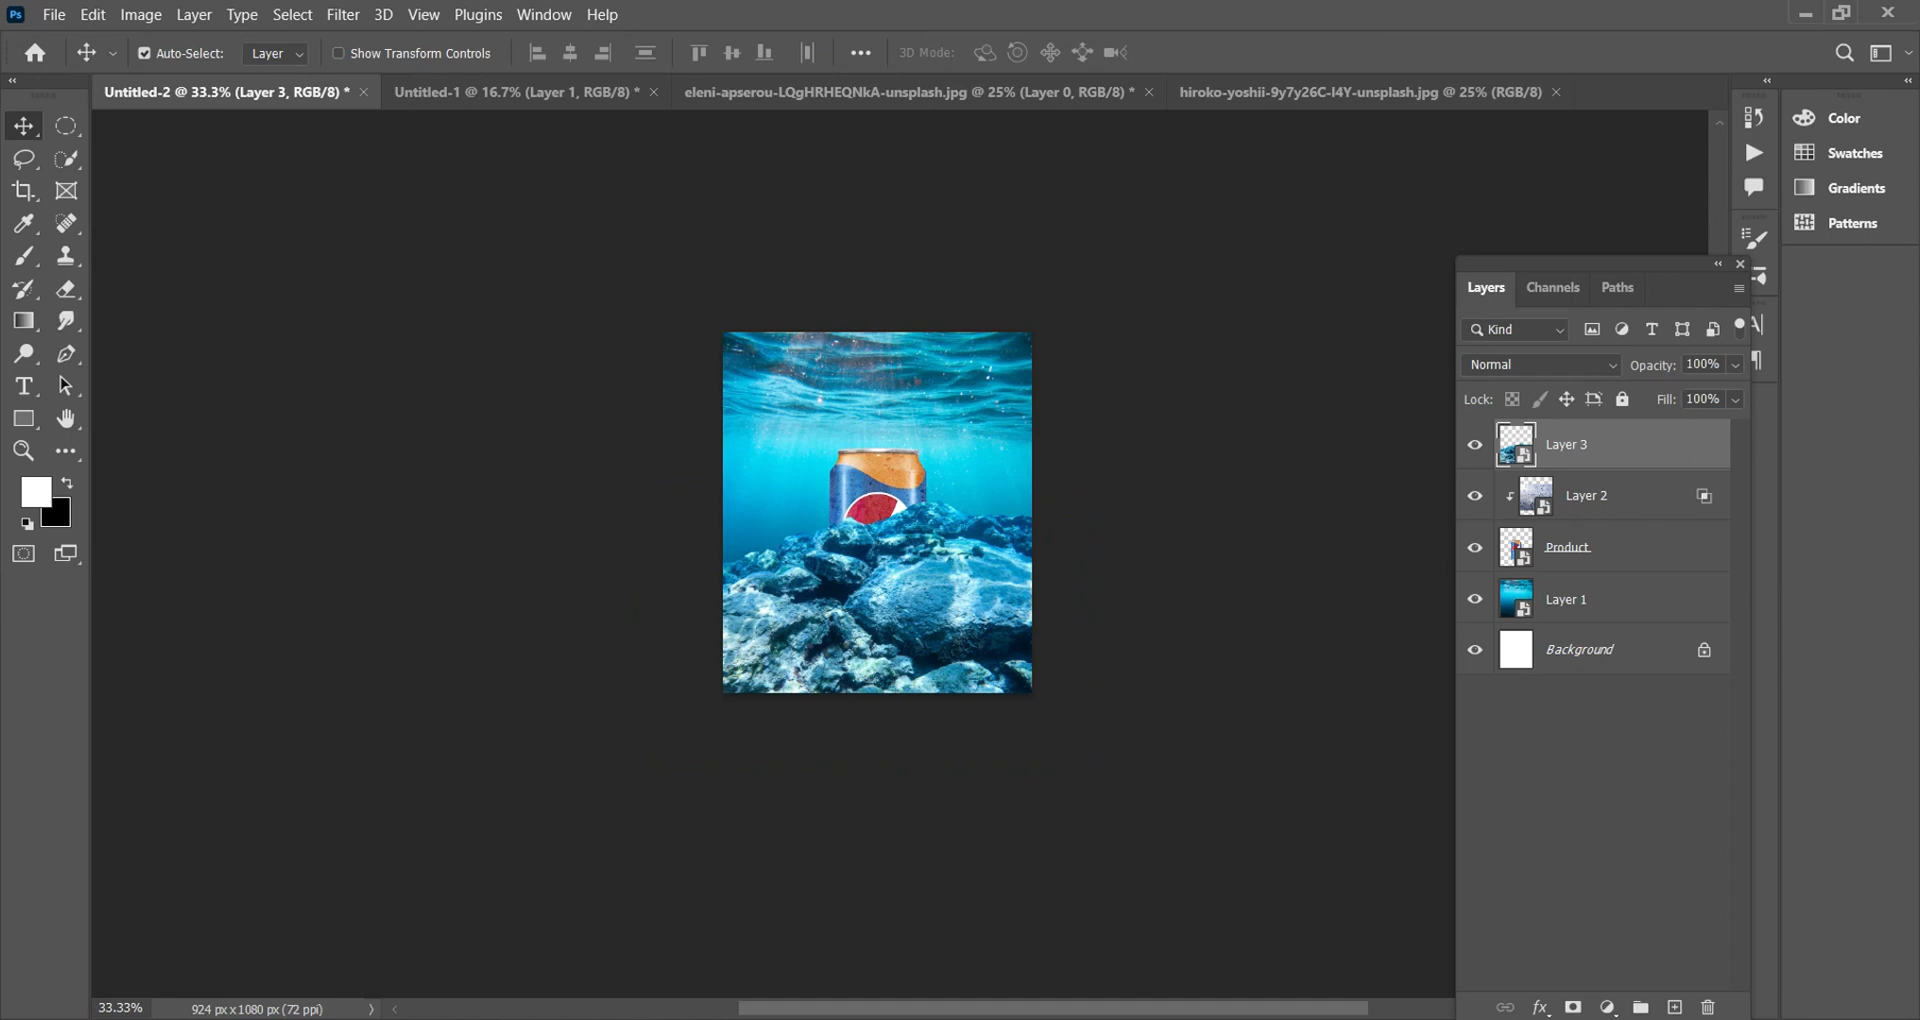 Ps File Edit Image Layer Type Select Filter 3D View Plugins Window Help
Auto-Select: Layer Show Transform Controls 3D Mode:
Untitled-2 @ 33.3% (Layer 3, RGB/8) * Untitled-1 @ 16.7% (Layer 1, RGB/8) * eleni-apserou-LQgHRHEQNkA-unsplash.jpg @ 25% (Layer 0, RGB/8) * hiroko-yoshii-9y7y26C-I4Y-unsplash.jpg @ 25% (RGB/8)
Color
Swatches
Gradients
Patterns
Layers Channels Paths
Kind
Normal Opacity: 100%
Lock: Fill: 100%
Layer 3
Layer 2
Product
Layer 1
Background
33.33% 924 px x 1080 px (72 ppi)
fx